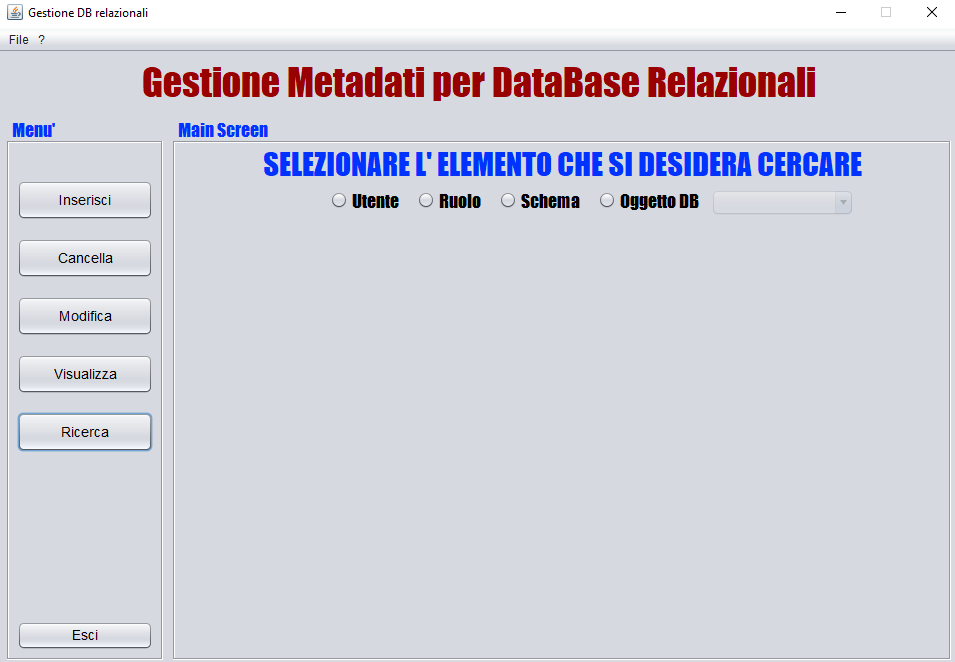 Gestione DB relazionali
File ?
Gestione Metadati per DataBase Relazionali
Menu'
Main Screen
SELEZIONARE L' ELEMENTO CHE SI DESIDERA CERCARE
Utente Ruolo Schema Oggetto DB
Inserisci
Cancella
Modifica
Visualizza
Ricerca
Esci